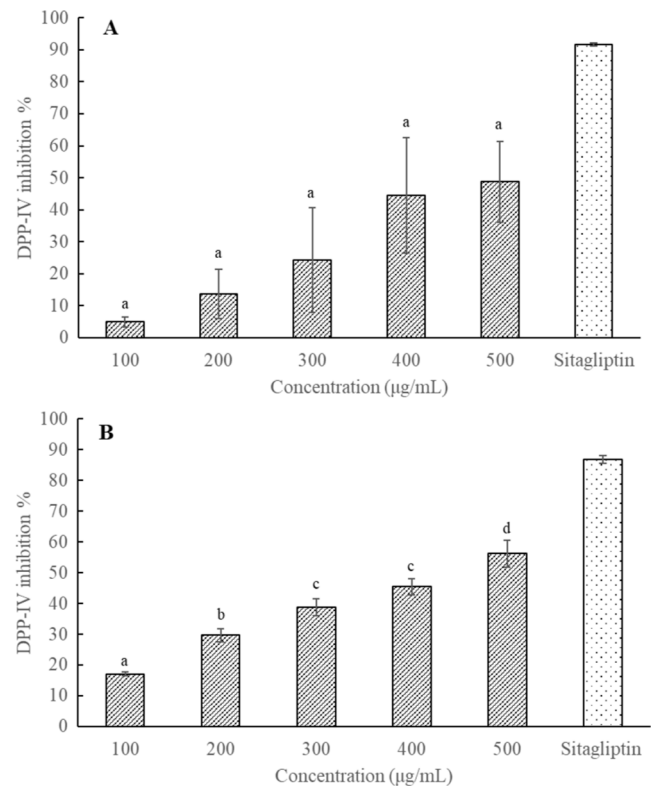 A
DPP-IV inhibition %
100
90
80
70
60
50
40
30
20
10
0
a
a
a
a
a
100 200 300 400 500 Sitagliptin
Concentration (µg/mL)
B
DPP-IV inhibition %
100
90
80
70
60
50
40
30
20
10
0
a
b
c
c
d
100 200 300 400 500 Sitagliptin
Concentration (µg/mL)